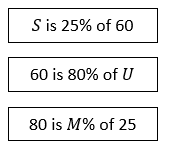 S is 25% of 60
60 is 80% of U
80 is M% of 25